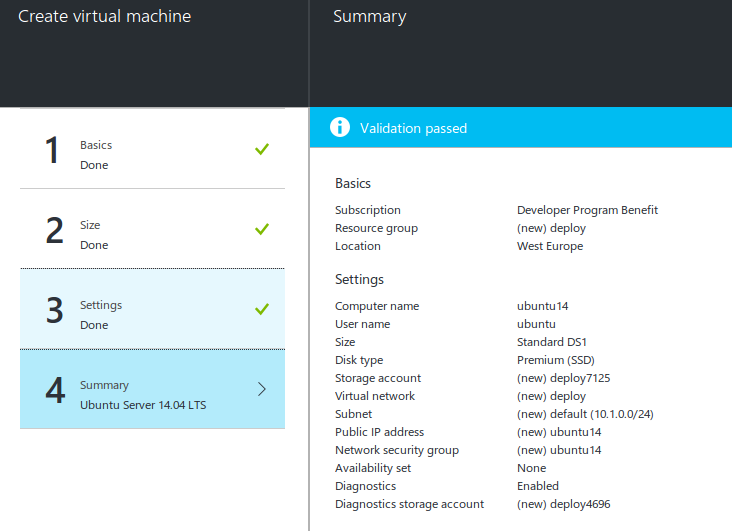 Create virtual machine
Summary
1
Basics
Done
2
Size
Done
3
Settings
Done
4
Summary
Ubuntu Server 14.04 LTS
Validation passed
Basics
Subscription Developer Program Benefit
Resource group (new) deploy
Location West Europe
Settings
Computer name ubuntu14
User name ubuntu
Size Standard DS1
Disk type Premium (SSD)
Storage account (new) deploy7125
Virtual network (new) deploy
Subnet (new) default (10.1.0.0/24)
Public IP address (new) ubuntu14
Network security group (new) ubuntu14
Availability set None
Diagnostics Enabled
Diagnostics storage account (new) deploy4696